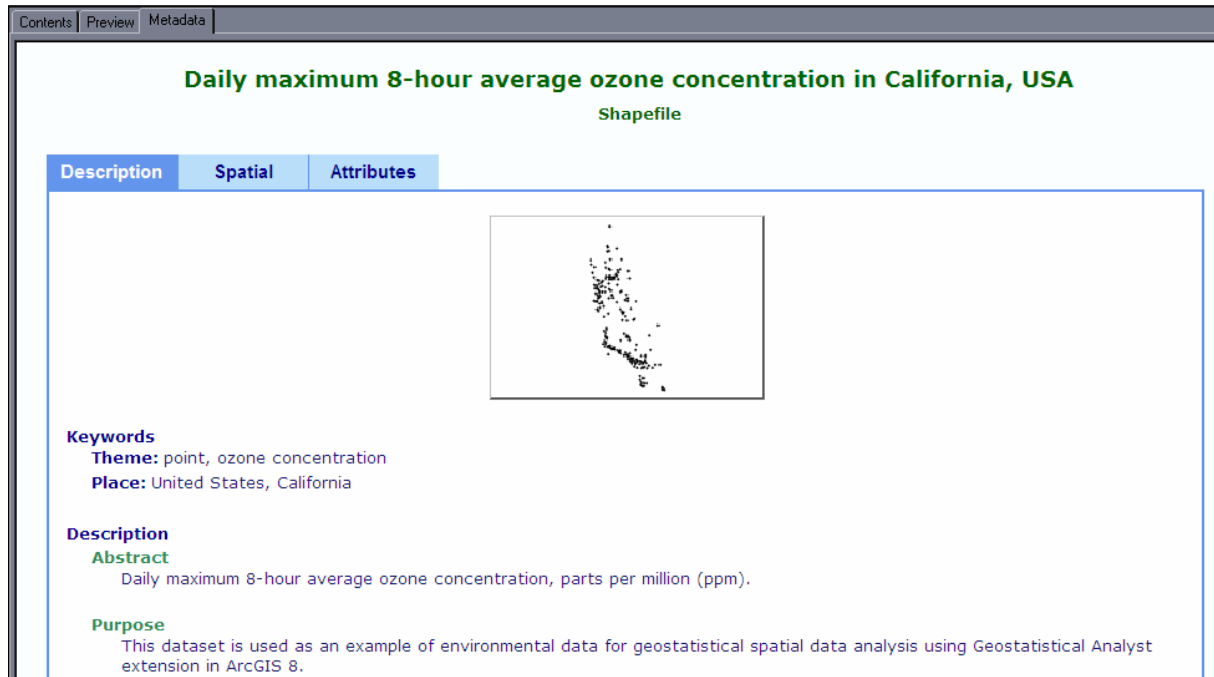 Contents Preview Metadata
Daily maximum 8-hour average ozone concentration in California, USA
Shapefile
Description Spatial Attributes
Keywords
Theme: point, ozone concentration
Place: United States, California
Description
Abstract
Daily maximum 8-hour average ozone concentration, parts per million (ppm).
Purpose
This dataset is used as an example of environmental data for geostatistical spatial data analysis using Geostatistical Analyst
extension in ArcGIS 8.